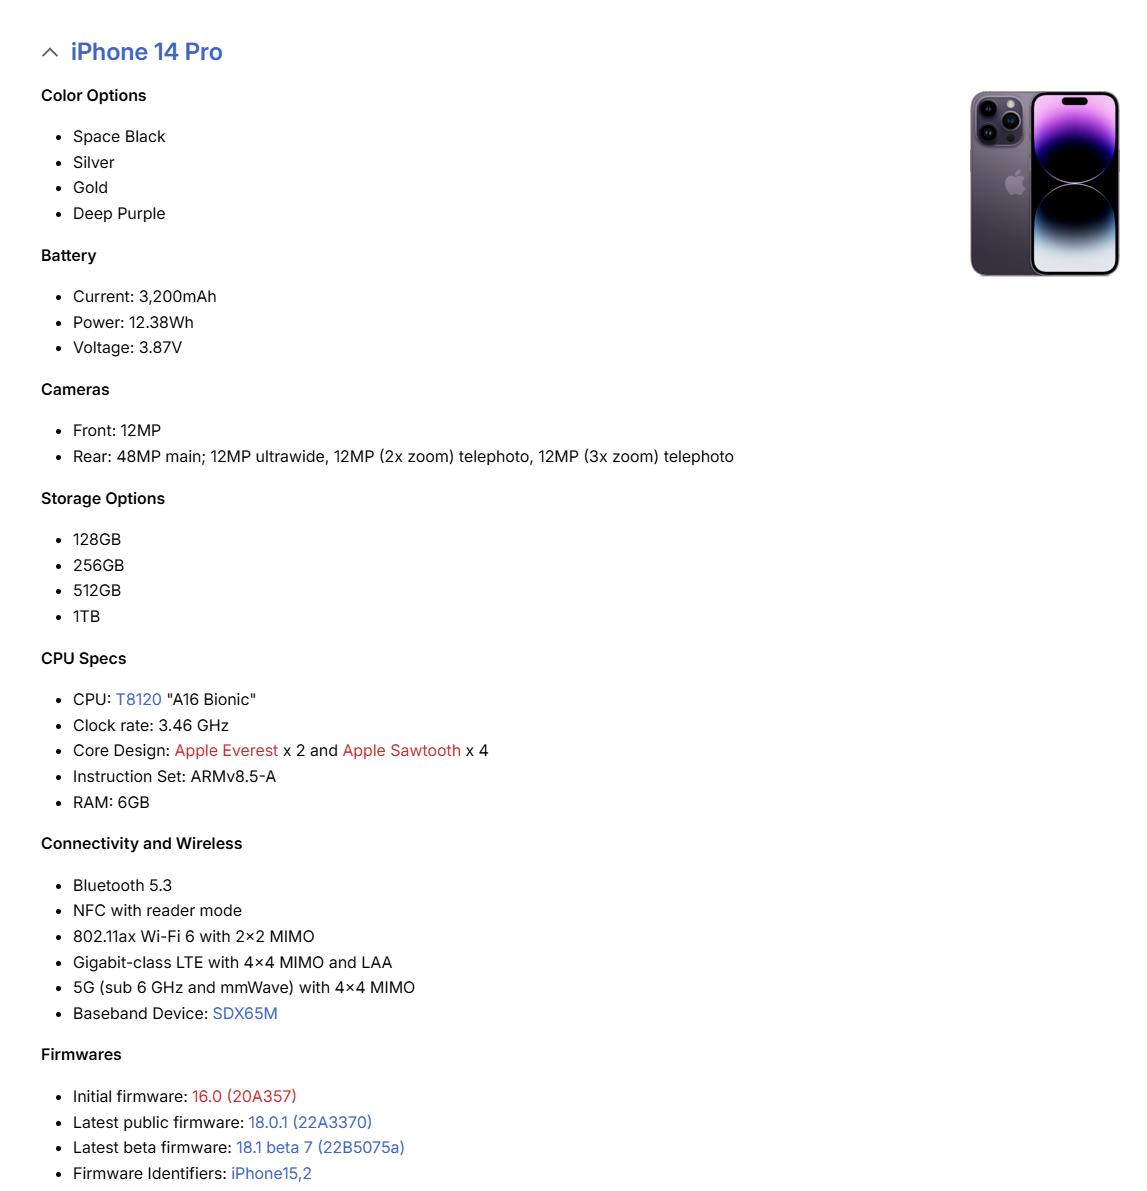 iPhone 14 Pro
Color Options
Space Black
Silver
Gold
Deep Purple
Battery
Current: 3,200mAh
Power: 12.38Wh
Voltage: 3.87V
Cameras
Front: 12MP
Rear: 48MP main; 12MP ultrawide, 12MP (2x zoom) telephoto, 12MP (3x zoom) telephoto
Storage Options
128GB
256GB
512GB
1TB
CPU Specs
CPU: T8120 "A16 Bionic"
Clock rate: 3.46 GHz
Core Design: Apple Everest x 2 and Apple Sawtooth x 4
Instruction Set: ARMv8.5-A
RAM: 6GB
Connectivity and Wireless
Bluetooth 5.3
NFC with reader mode
802.11ax Wi-Fi 6 with 2×2 MIMO
Gigabit-class LTE with 4×4 MIMO and LAA
5G (sub 6 GHz and mmWave) with 4×4 MIMO
Baseband Device: SDX65M
Firmwares
Initial firmware: 16.0 (20A357)
Latest public firmware: 18.0.1 (22A3370)
Latest beta firmware: 18.1 beta 7 (22B5075a)
Firmware Identifiers: iPhone15,2